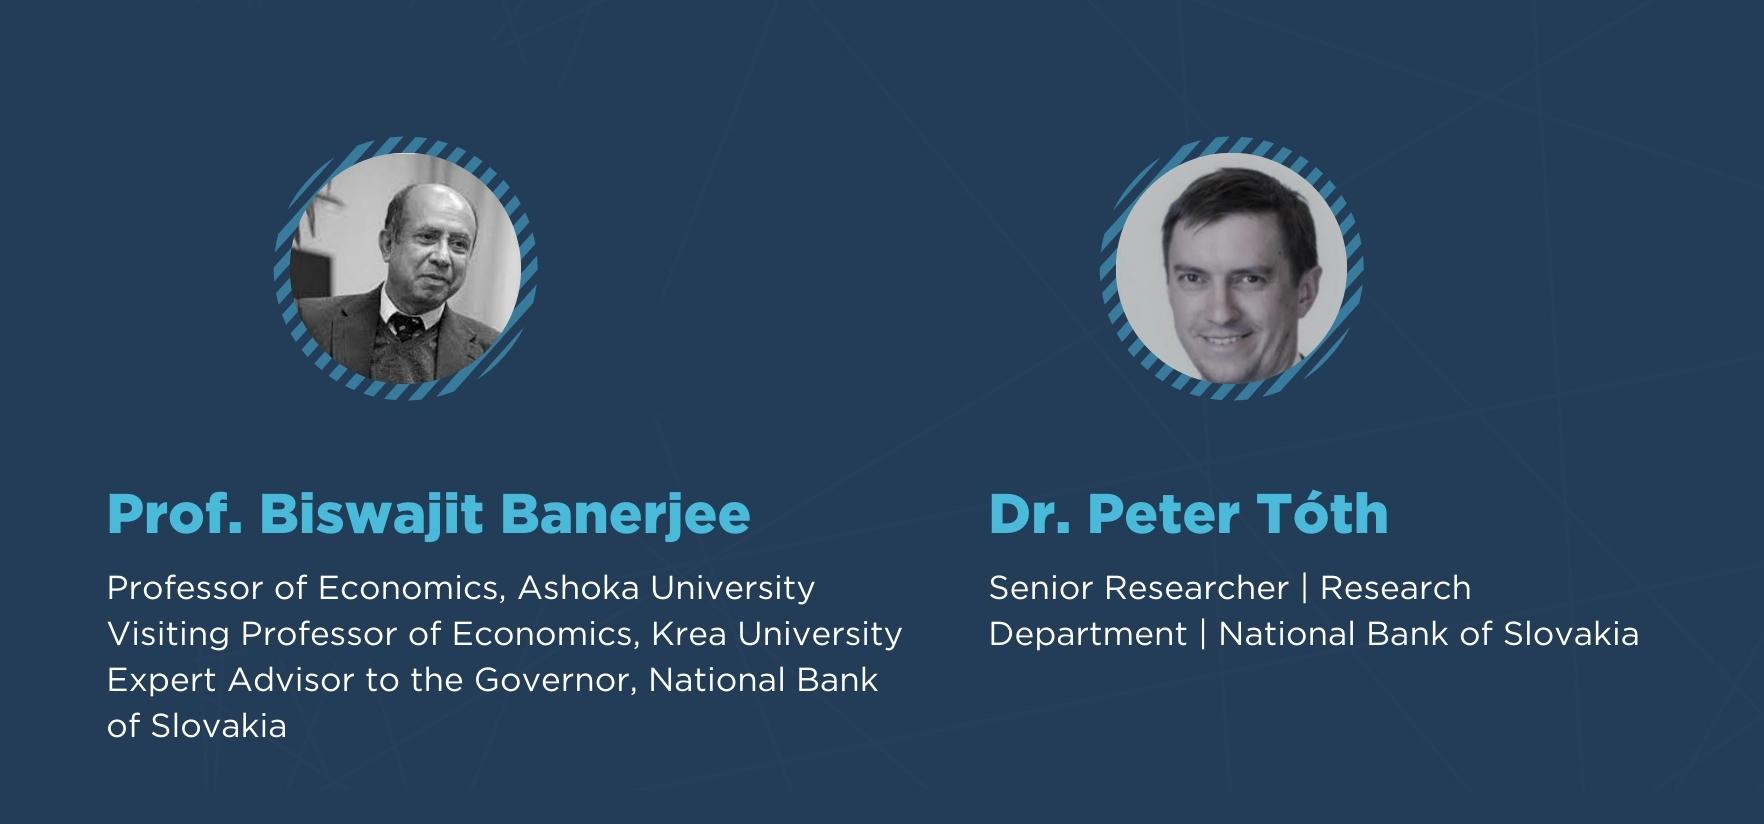 Prof. Biswajit Banerjee
Professor of Economics, Ashoka University
Visiting Professor of Economics, Krea University
Expert Advisor to the Governor, National Bank
of Slovakia
Dr. Peter Tóth
Senior Researcher | Research
Department | National Bank of Slovakia